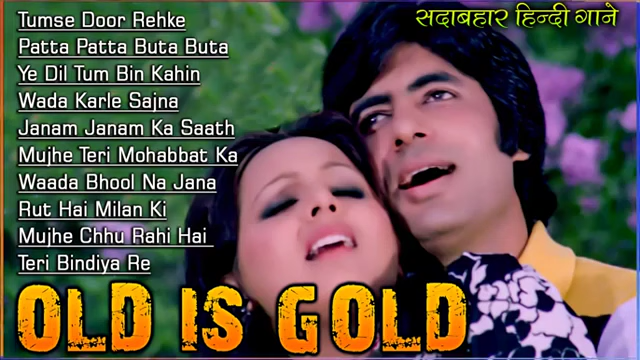 सदाबहार हिन्दी गाने
Tumse Door Rehke
Patta Patta Buta Buta
Ye Dil Tum Bin Kahin
Wada Karle Sajna
Janam Janam Ka Saath
Mujhe Teri Mohabbat Ka
Waada Bhool Na Jana
Rut Hai Milan Ki
Mujhe Chhu Rahi Hai
Teri Bindiya Re
OLD IS GOLD